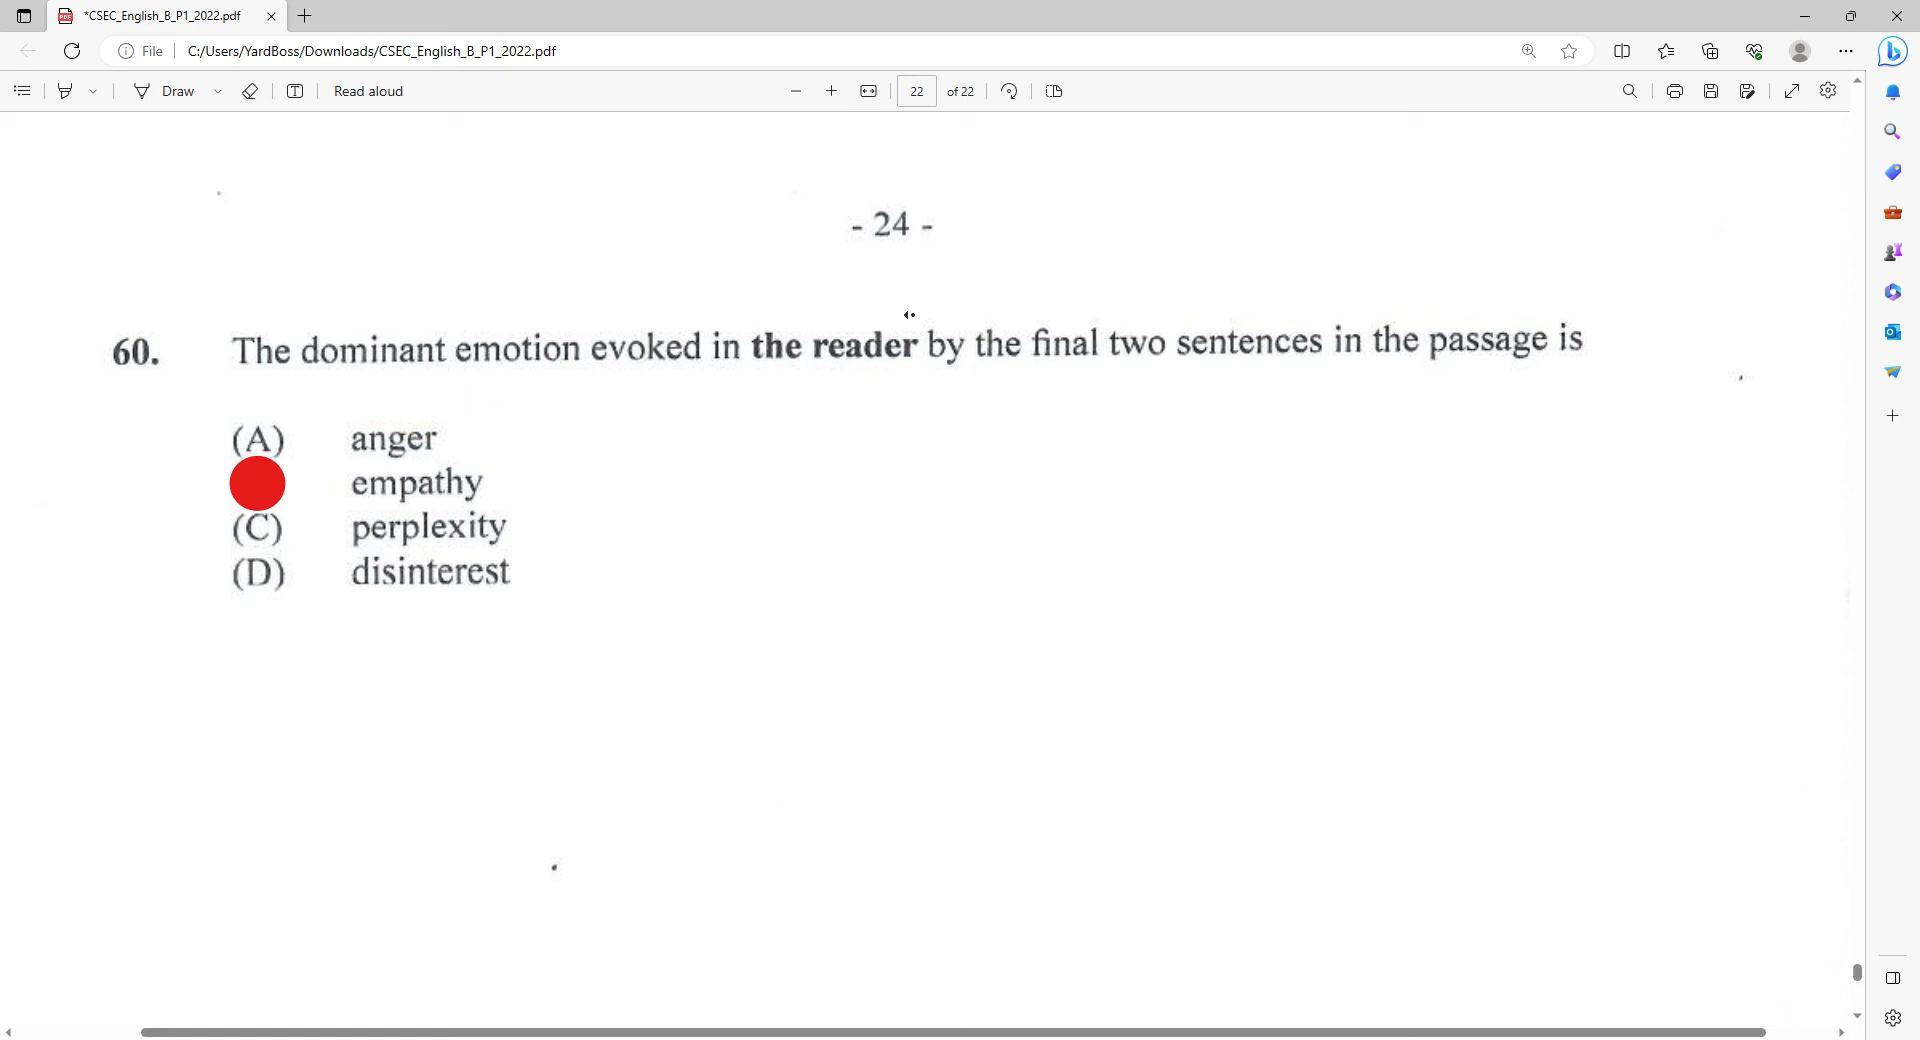 *CSEC_English_B_P1_2022.pdf
File C:/Users/YardBoss/Downloads/CSEC_English_B_P1_2022.pdf
Draw Read aloud 22 of 22
- 24 -
60. The dominant emotion evoked in the reader by the final two sentences in the passage is
(A) anger
empathy
(C) perplexity
(D) disinterest